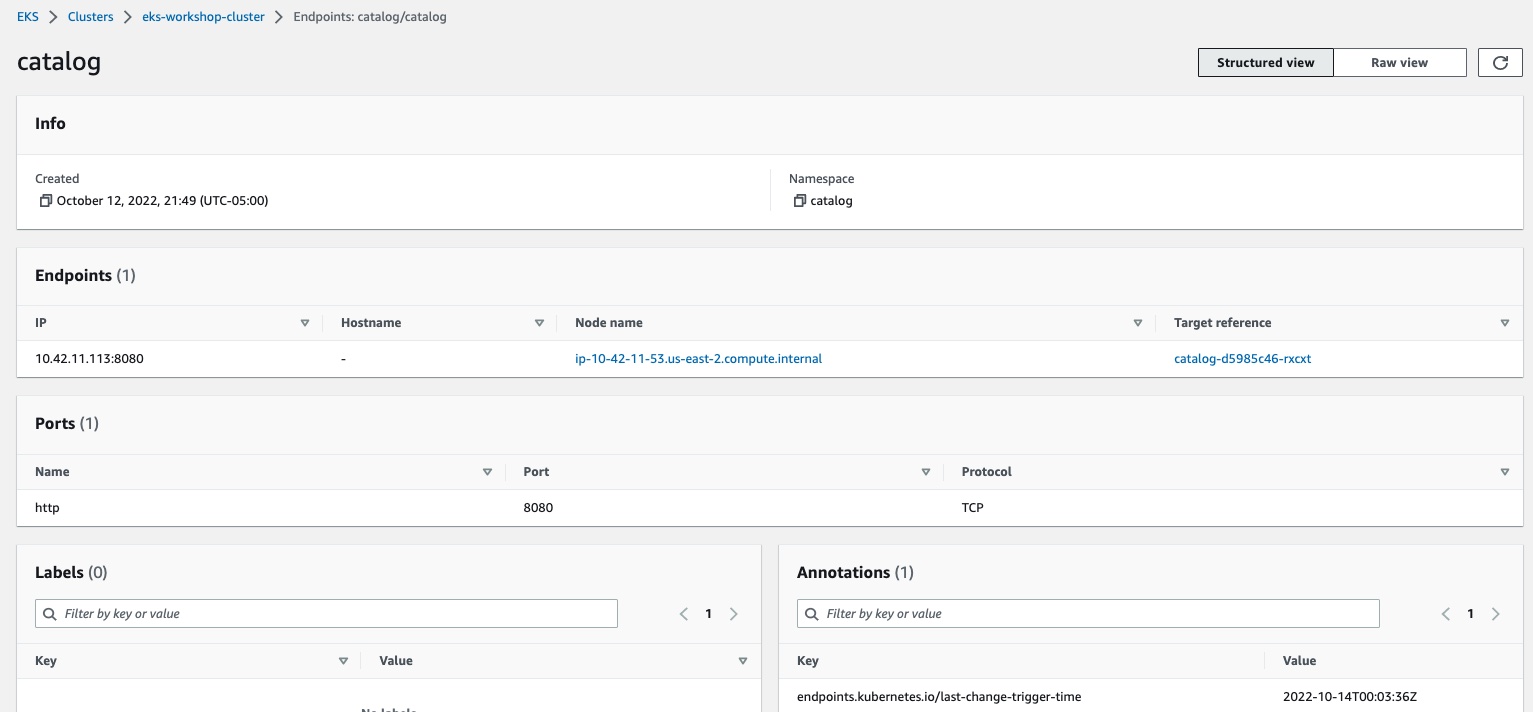 EKS > Clusters > eks-workshop-cluster > Endpoints: catalog/catalog
catalog
Structured view Raw view
Info
Created Namespace
October 12, 2022, 21:49 (UTC-05:00) catalog
Endpoints (1)
IP Hostname Node name Target reference
10.42.11.113:8080 - ip-10-42-11-53.us-east-2.compute.internal catalog-d5985c46-rxcxt
Ports (1)
Name Port Protocol
http 8080 TCP
Labels (0) Annotations (1)
Filter by key or value 1 Filter by key or value 1
Key Value Key Value
endpoints.kubernetes.io/last-change-trigger-time 2022-10-14T00:03:36Z